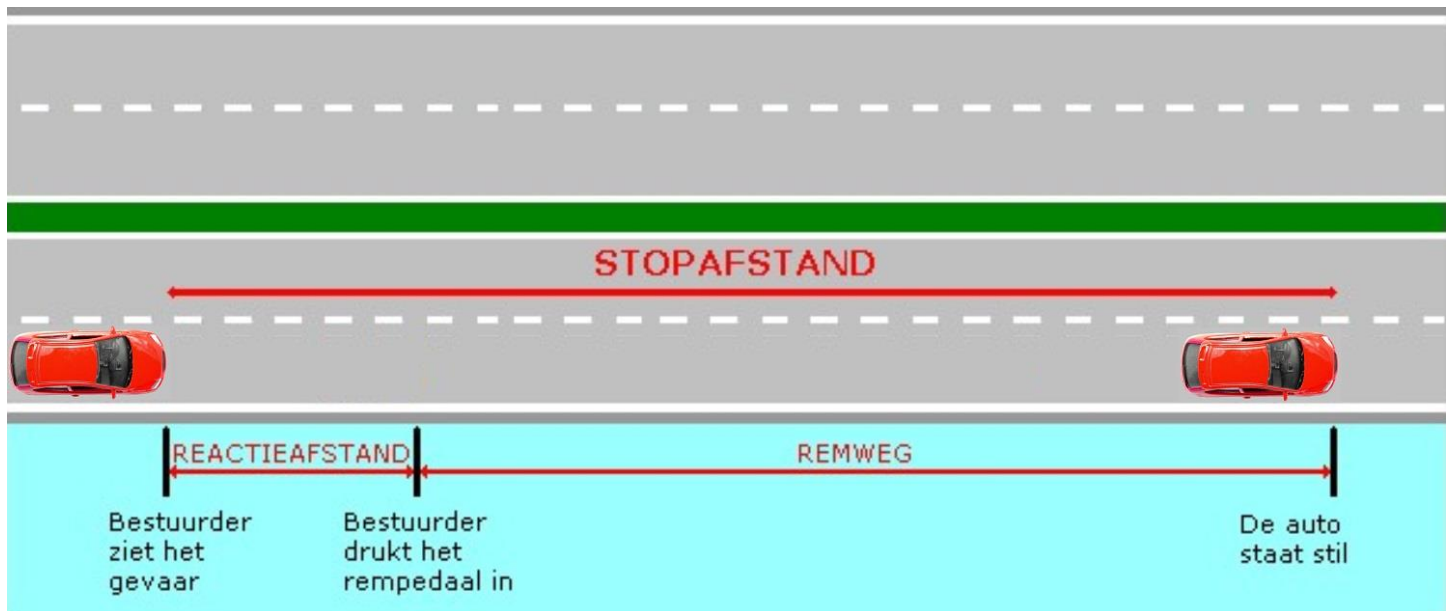 STOPAFSTAND
REACTIEAFSTAND
REMWEG
Bestuurder
ziet het
gevaar
Bestuurder
drukt het
rempedaal in
De auto
staat stil